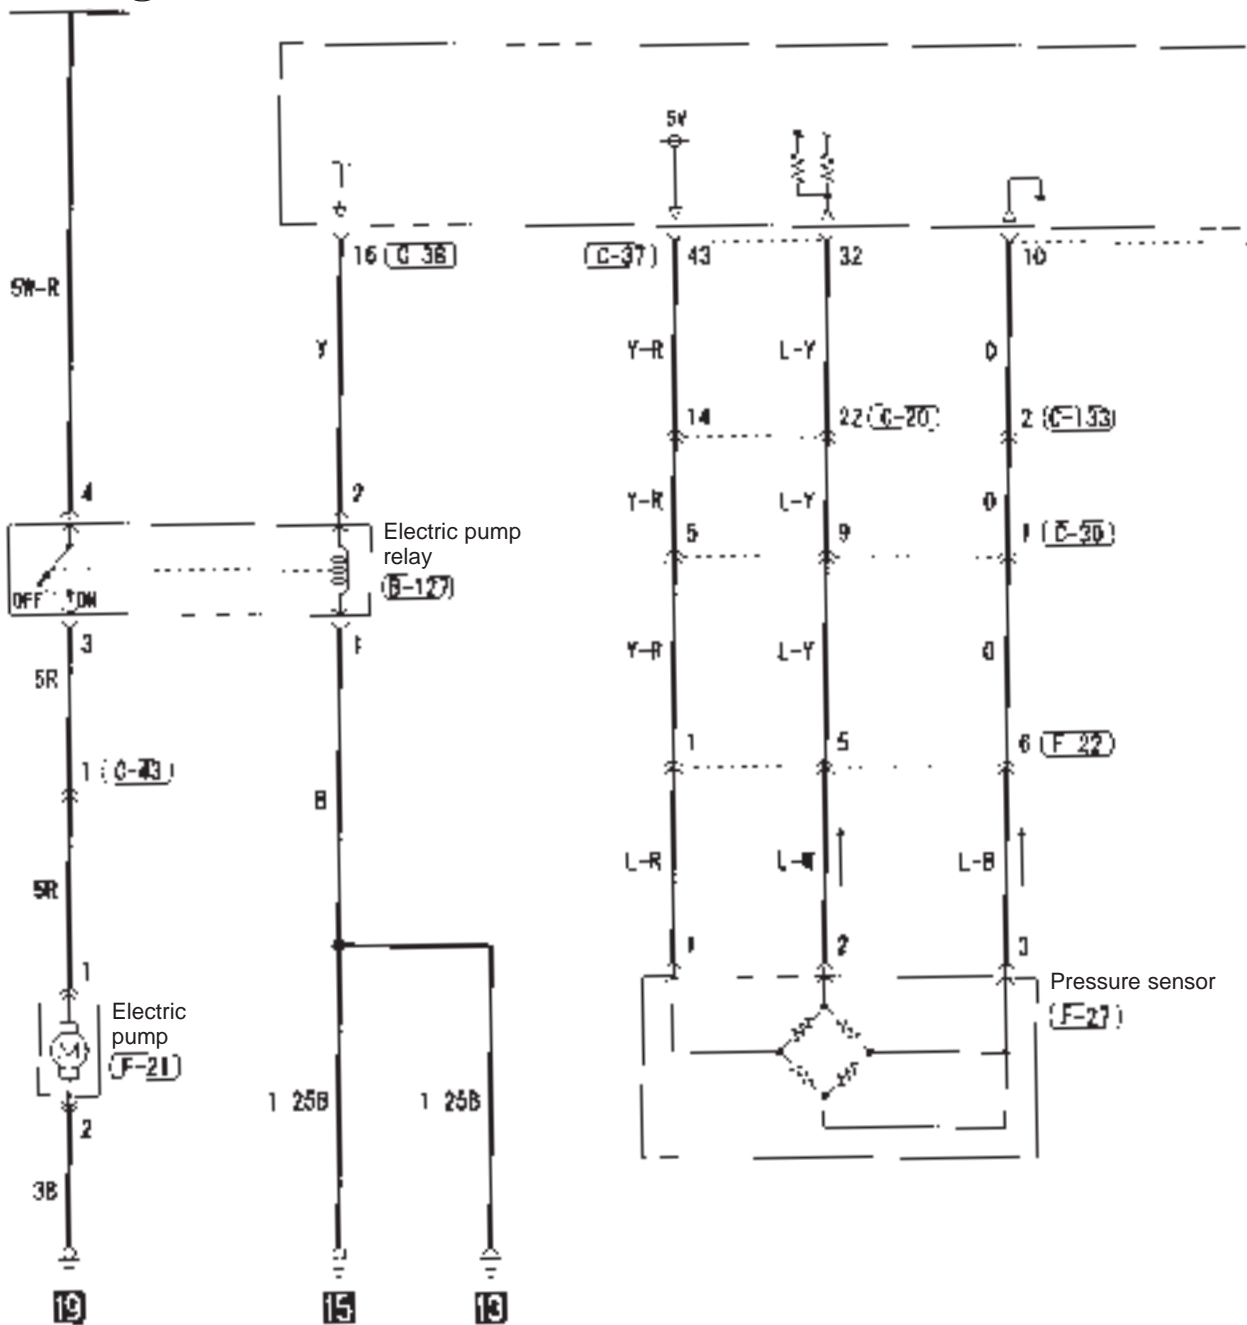 5V
16 C-38
C-37 43
32
10
5W-R
Y
Y-R
L-Y
O
14
22 C-20
2 C-133
4
2
Y-R
L-Y
O
Electric pump
relay
B-127
5
9
1 C-30
OFF
ON
3
1
5R
Y-R
L-Y
O
1 C-43
1
5
6 F-22
B
5R
L-R
L-W
L-B
1
1
2
3
Electric
pump
F-21
Pressure sensor
F-27
2
1 25B
1 25B
3B
19
15
13